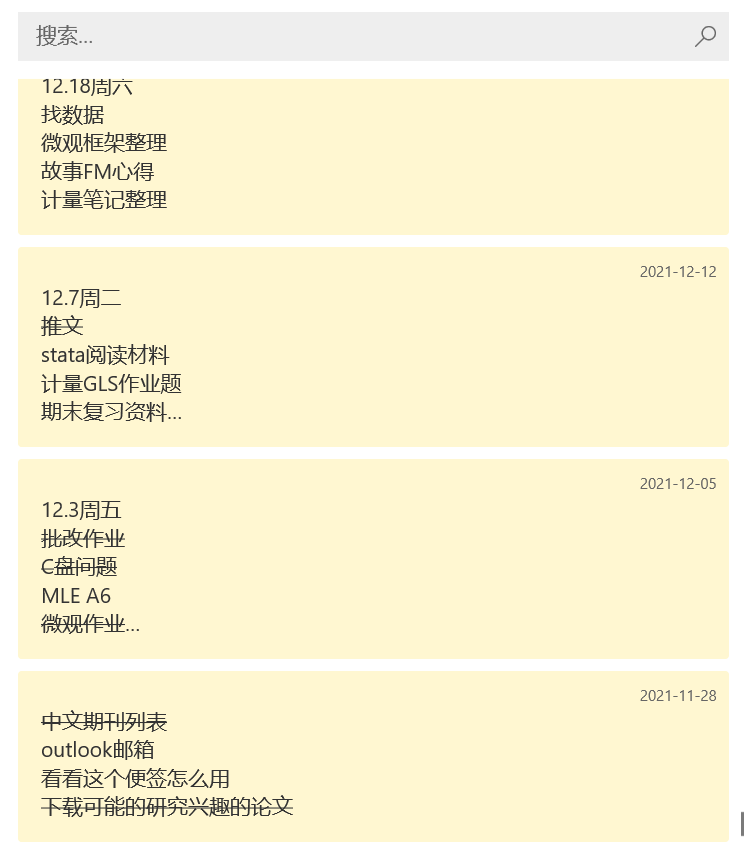 搜索...
12.18周六
找数据
微观框架整理
故事FM心得
计量笔记整理
2021-12-12
12.7周二
推文
stata阅读材料
计量GLS作业题
期末复习资料...
2021-12-05
12.3周五
批改作业
C盘问题
MLE A6
微观作业...
2021-11-28
中文期刊列表
outlook邮箱
看看这个便签怎么用
下载可能的研究兴趣的论文